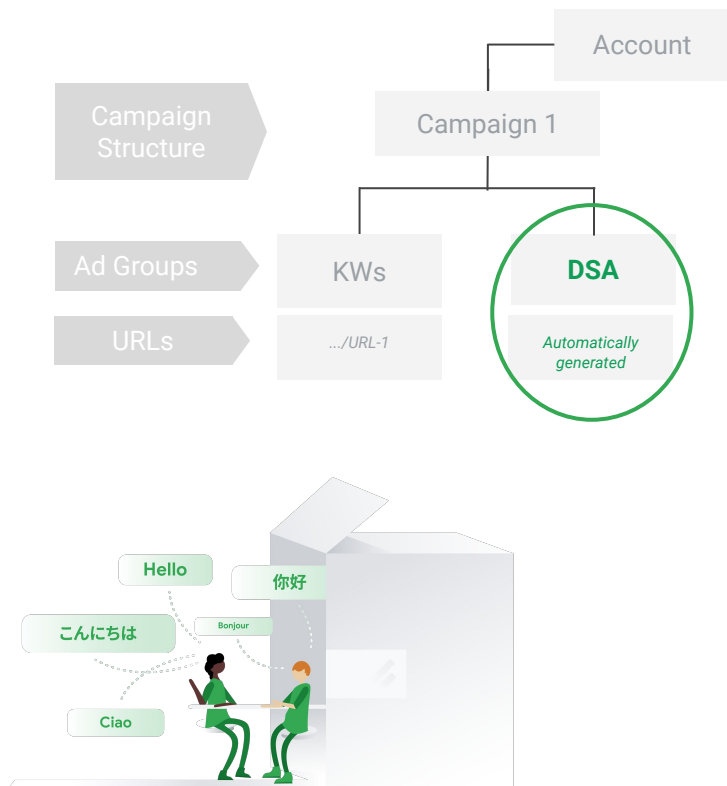 Account
Campaign
Structure
Campaign 1
Ad Groups
KWs
DSA
URLs
.../URL-1
Automatically
generated
Hello
你好
こんにちは
Bonjour
Ciao